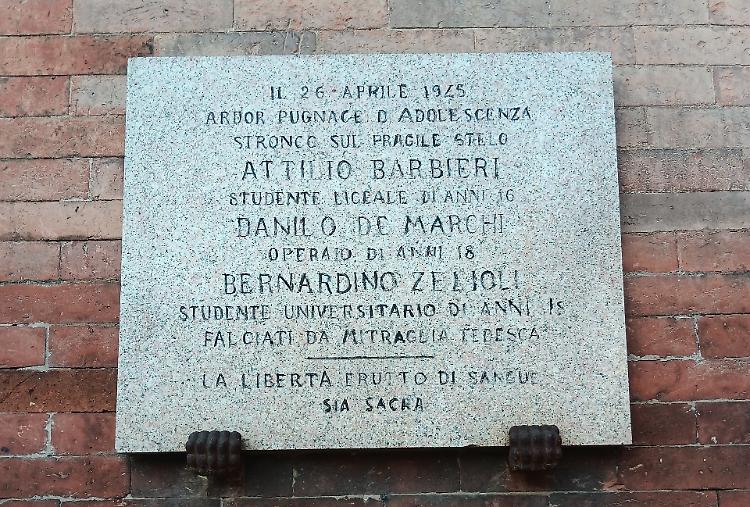 IL 26 APRILE 1945
ARDOR PUGNACE D ADOLESCENZA
STRONCO SUL FRAGILE STELO
ATTILIO BARBIERI
STUDENTE LICEALE DI ANNI 16
DANILO DE MARCHI
OPERAIO DI ANNI 18
BERNARDINO ZELIOLI
STUDENTE UNIVERSITARIO DI ANNI 18
FALCIATI DA MITRAGLIA TEDESCA
LA LIBERTÀ FRUTTO DI SANGUE
SIA SACRA